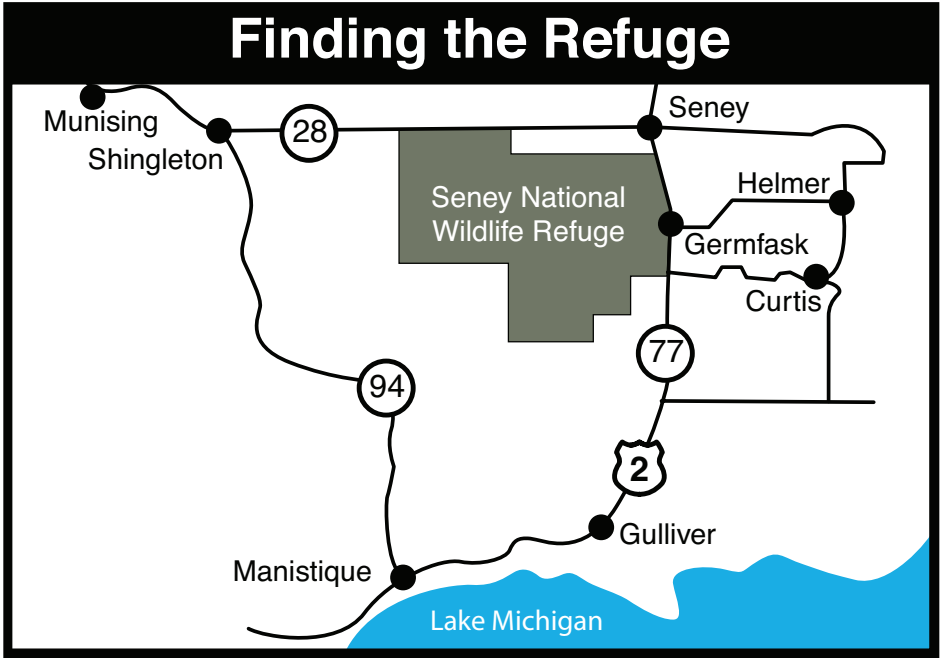 Finding the Refuge
Munising
Shingleton
28
Seney
Seney National
Wildlife Refuge
Helmer
Germfask
Curtis
77
94
2
Gulliver
Manistique
Lake Michigan